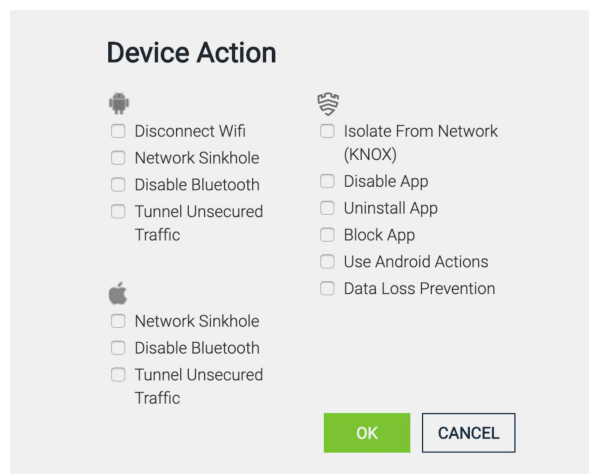 Device Action
Disconnect Wifi
Network Sinkhole
Disable Bluetooth
Tunnel Unsecured
Traffic
Network Sinkhole
Disable Bluetooth
Tunnel Unsecured
Traffic
Isolate From Network
(KNOX)
Disable App
Uninstall App
Block App
Use Android Actions
Data Loss Prevention
OK
CANCEL